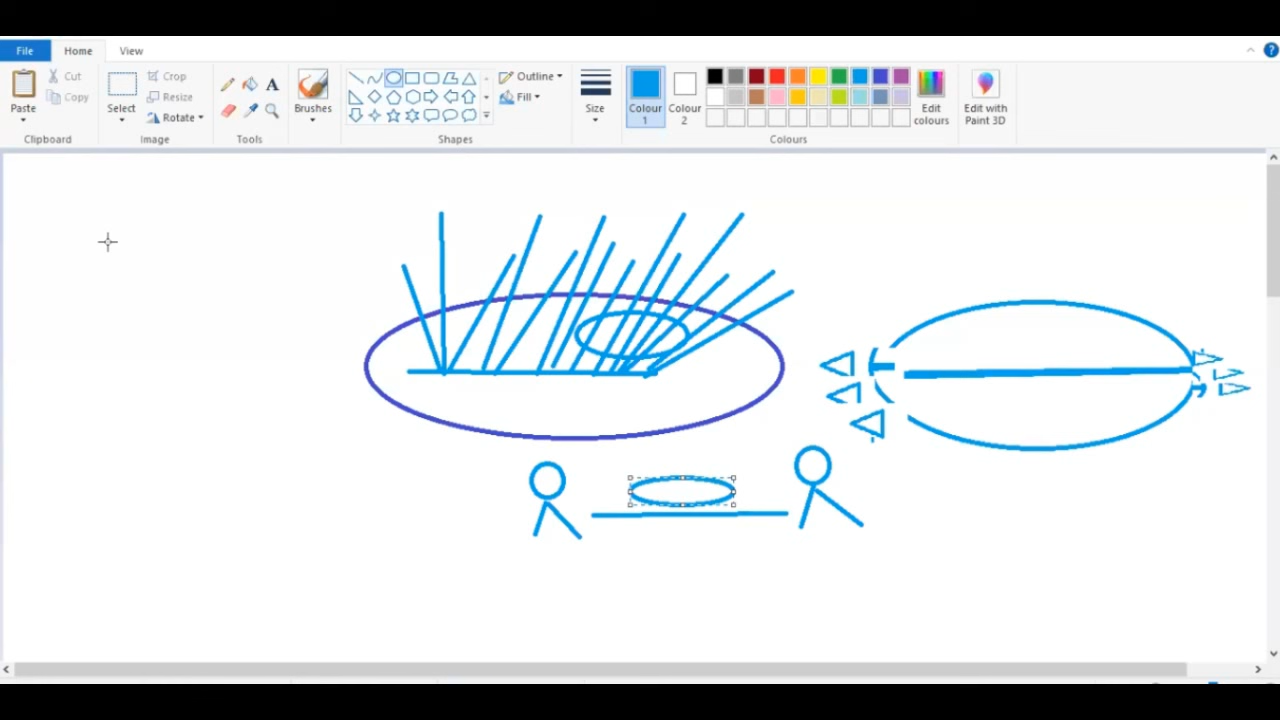 File Home View
Cut Crop Outline
Copy Resize Fill
Paste Select Rotate Brushes Size Colour 1 Colour 2 Edit colours Edit with Paint 3D
Clipboard Image Tools Shapes Colours